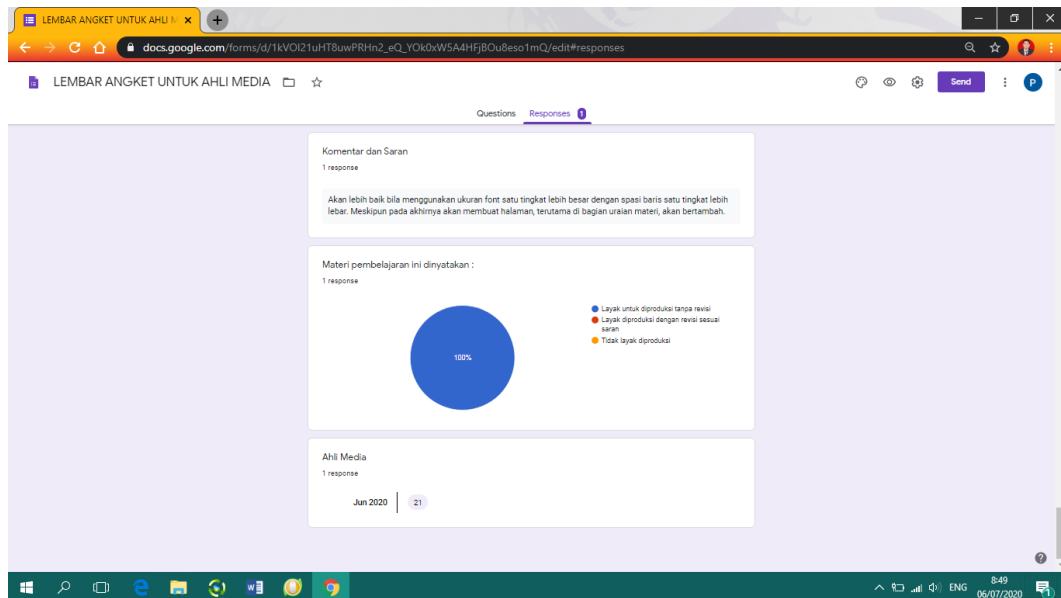 LEMBAR ANGKET UNTUK AHLI M
docs.google.com/forms/d/1kVOl21uHT8uwPRHn2_eQ_YOk0xW5A4HFjBOu8eso1mQ/edit#responses
LEMBAR ANGKET UNTUK AHLI MEDIA
Send
P
Questions Responses 1
Komentar dan Saran
1 response
Akan lebih baik bila menggunakan ukuran font satu tingkat lebih besar dengan spasi baris satu tingkat lebih
lebar. Meskipun pada akhirnya akan membuat halaman, terutama di bagian uraian materi, akan bertambah.
Materi pembelajaran ini dinyatakan :
1 response
100%
Layak untuk diproduksi tanpa revisi
Layak diproduksi dengan revisi sesuai
saran
Tidak layak diproduksi
Ahli Media
1 response
Jun 2020 21
ENG
8:49
06/07/2020